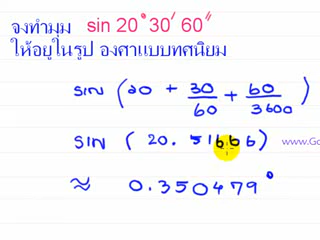 จงทำมุม sin 20°30′60″
ให้อยู่ในรูป องศาแบบทศนิยม
sin (20 + 30/60 + 60/3600)
sin (20.51666)
www.G
≈ 0.350479°